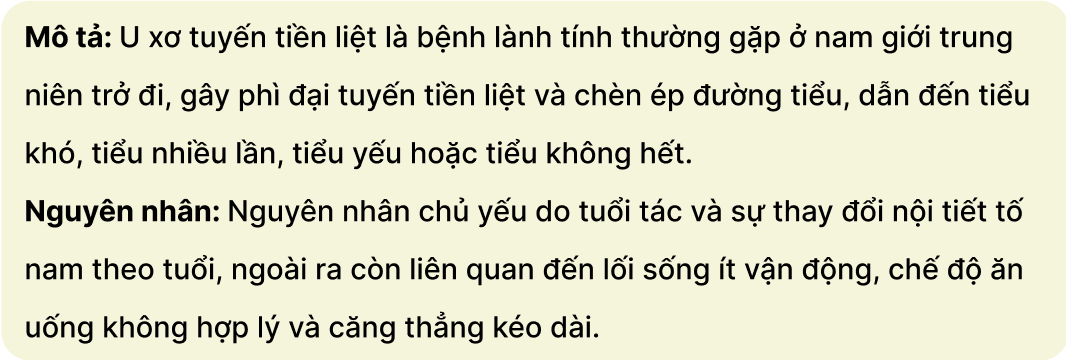 Mô tả: U xơ tuyến tiền liệt là bệnh lành tính thường gặp ở nam giới trung
niên trở đi, gây phì đại tuyến tiền liệt và chèn ép đường tiểu, dẫn đến tiểu
khó, tiểu nhiều lần, tiểu yếu hoặc tiểu không hết.
Nguyên nhân: Nguyên nhân chủ yếu do tuổi tác và sự thay đổi nội tiết tố
nam theo tuổi, ngoài ra còn liên quan đến lối sống ít vận động, chế độ ăn
uống không hợp lý và căng thẳng kéo dài.